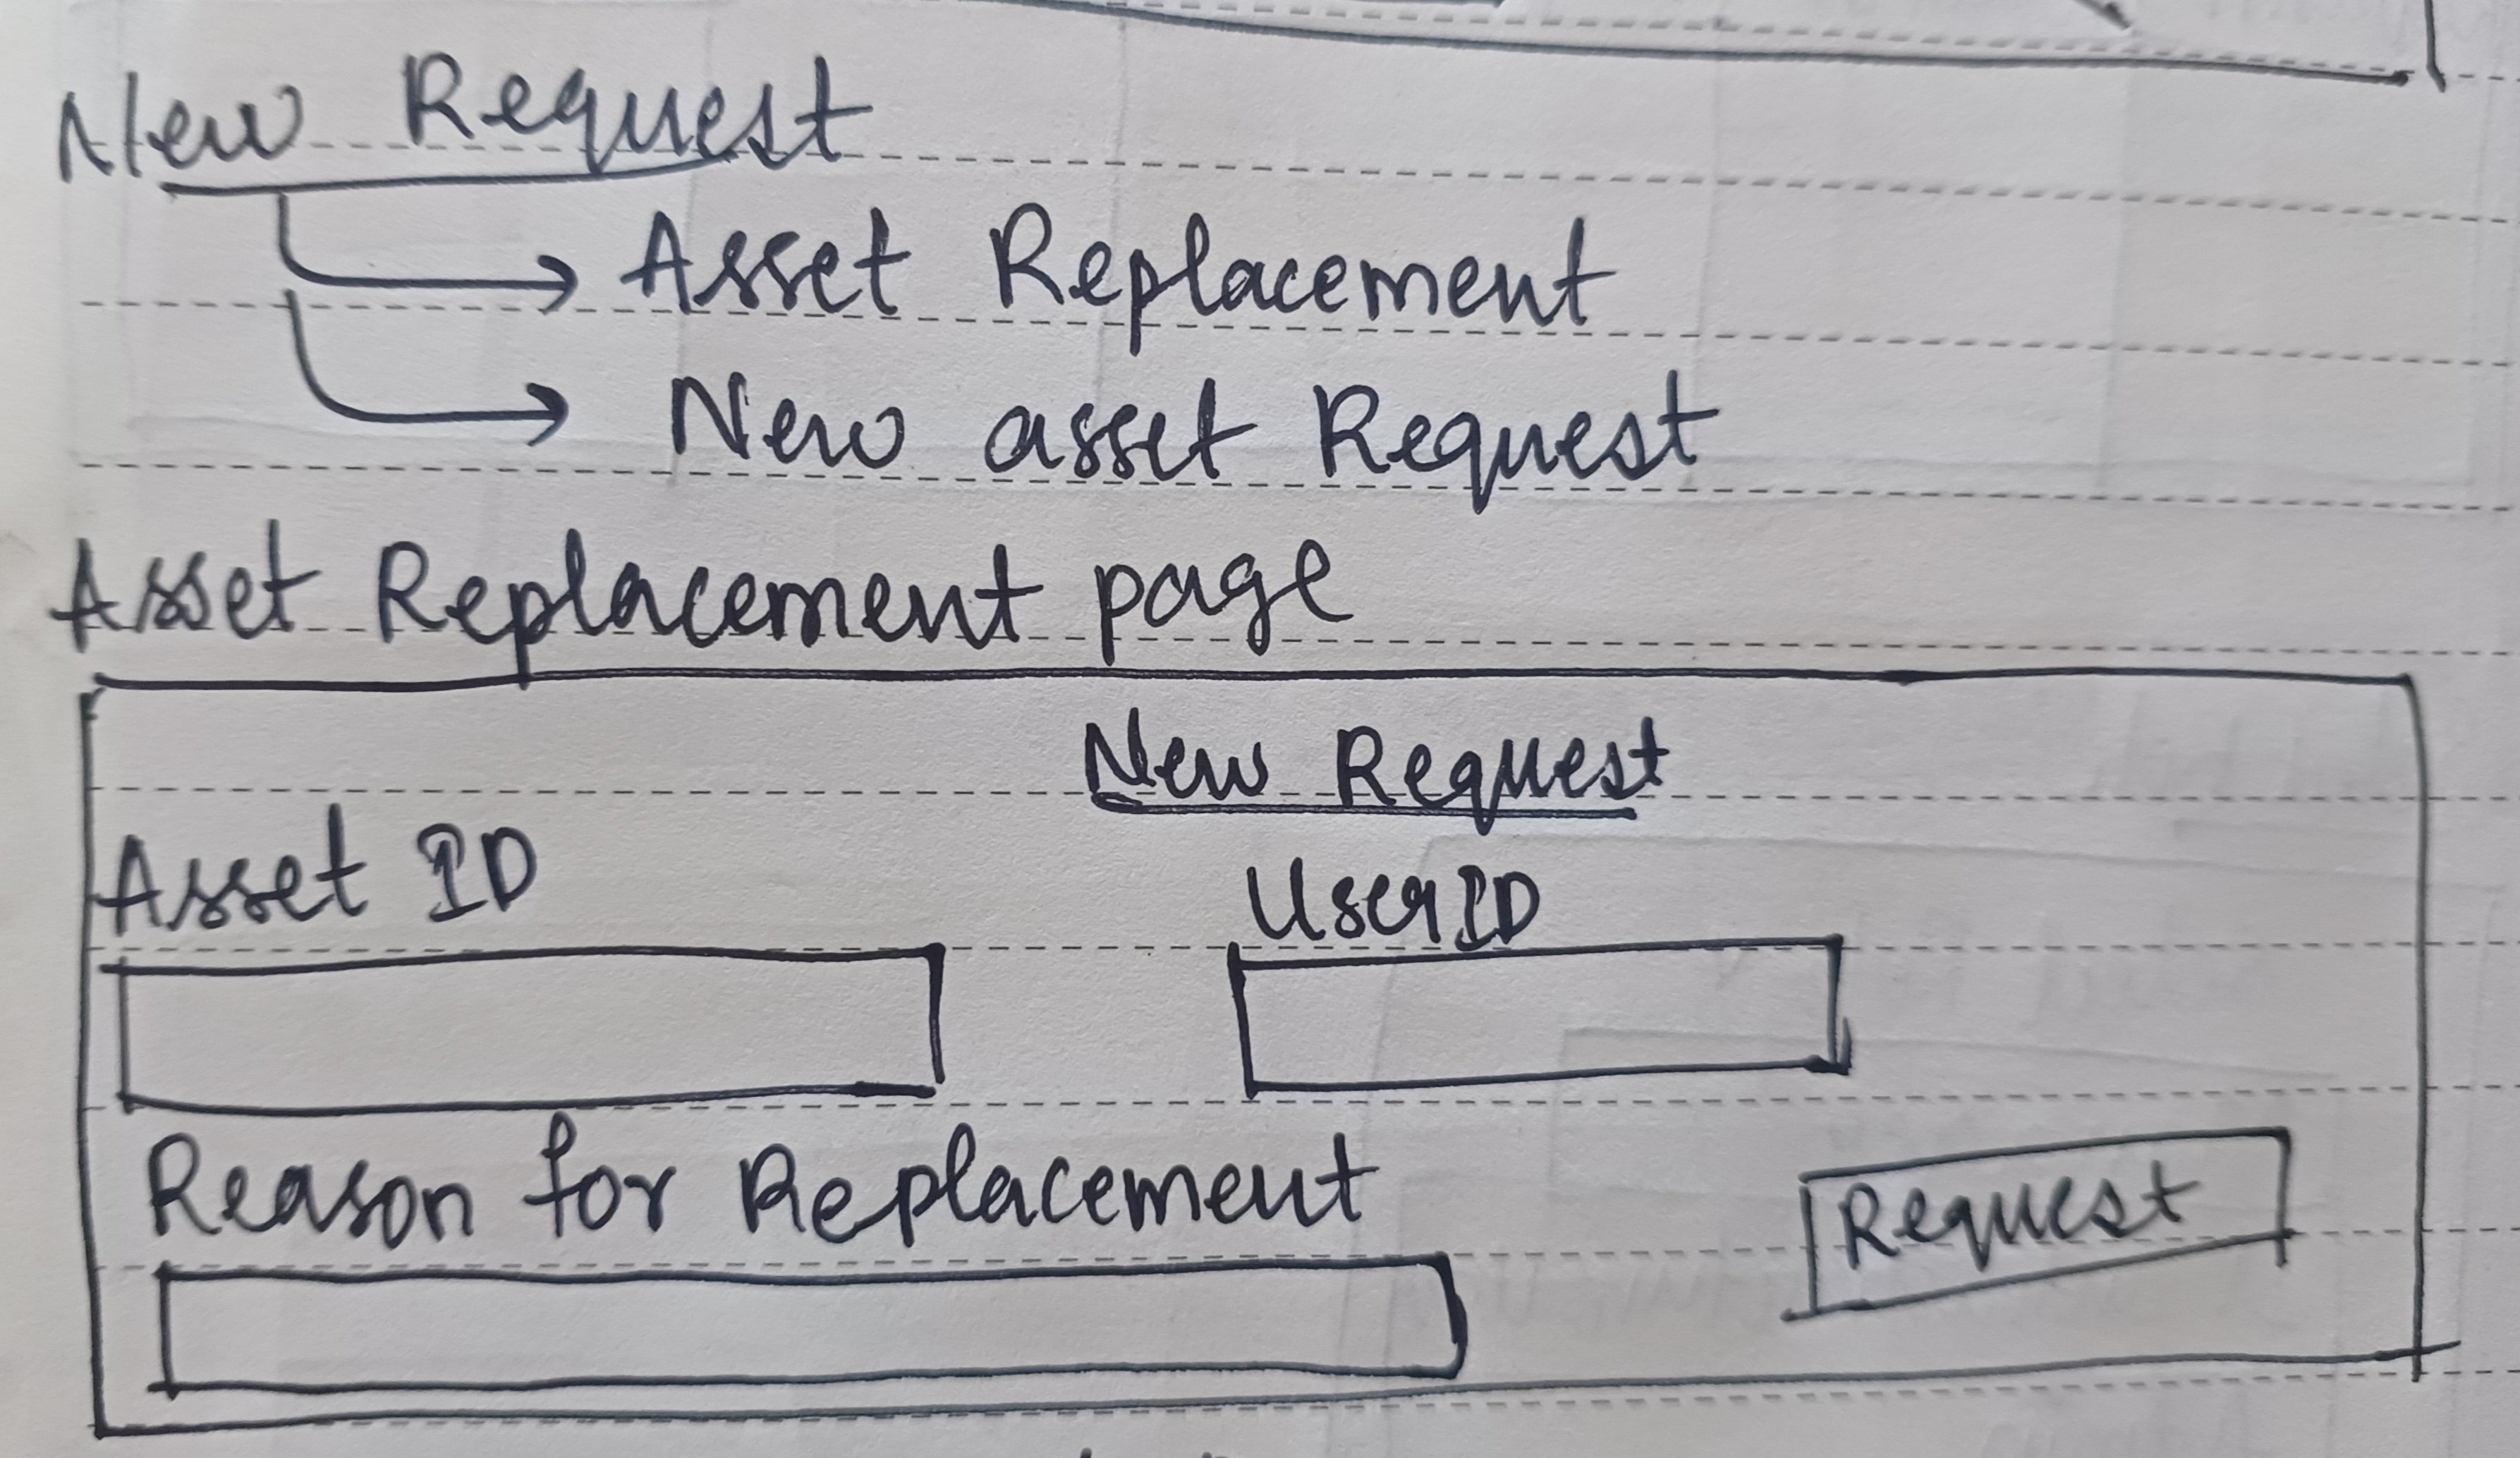 New Request
Asset Replacement
New asset Request
Asset Replacement page
New Request
Asset ID
UserID
Reason for Replacement
Request